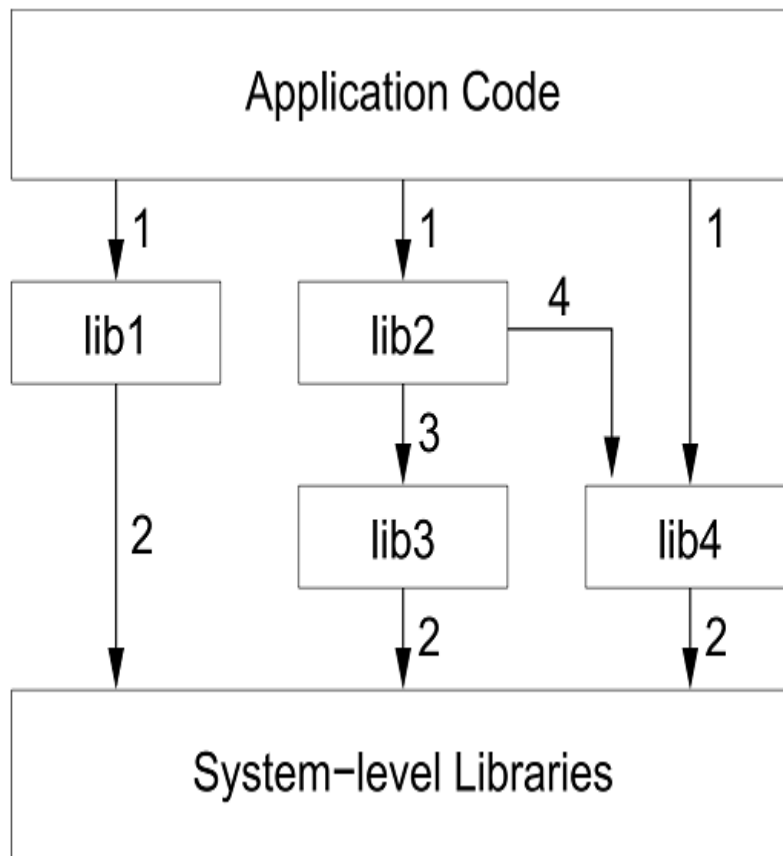 Application Code
1
1
1
lib1
lib2
4
3
2
lib3
lib4
2
2
System−level Libraries